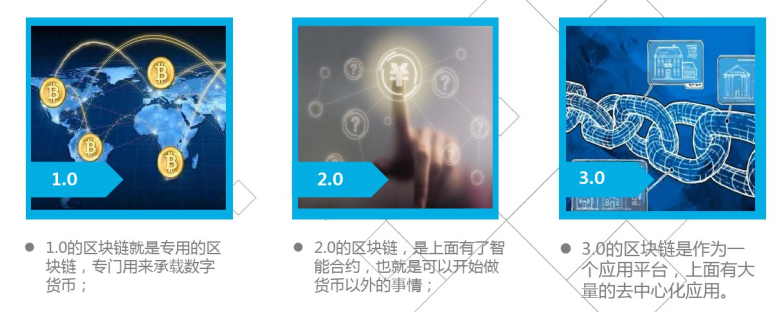 1.0
2.0
3.0
1.0的区块链就是专用的区
块链，专门用来承载数字
货币；
2.0的区块链，是上面有了智
能合约，也就是可以开始做
货币以外的事情；
3.0的区块链是作为一
个应用平台，上面有大
量的去中心化应用。